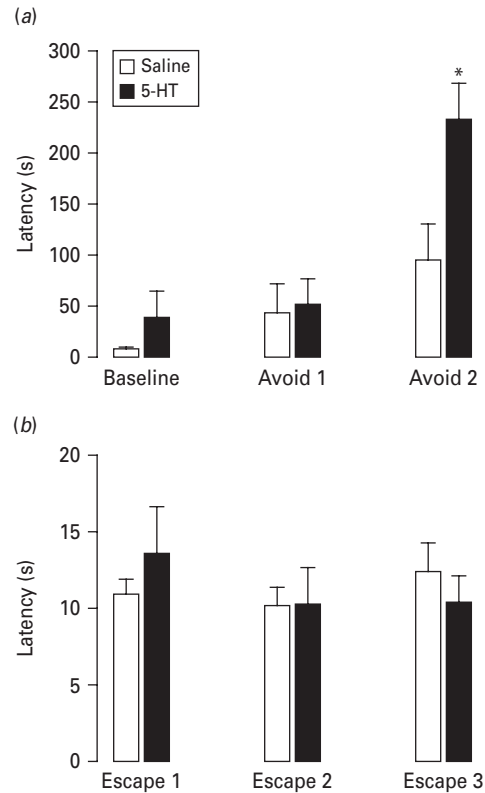 (a)
300
250
200
150
100
50
0
Latency (s)
Saline
5-HT
*
Baseline
Avoid 1
Avoid 2
(b)
20
15
10
5
0
Latency (s)
Escape 1
Escape 2
Escape 3